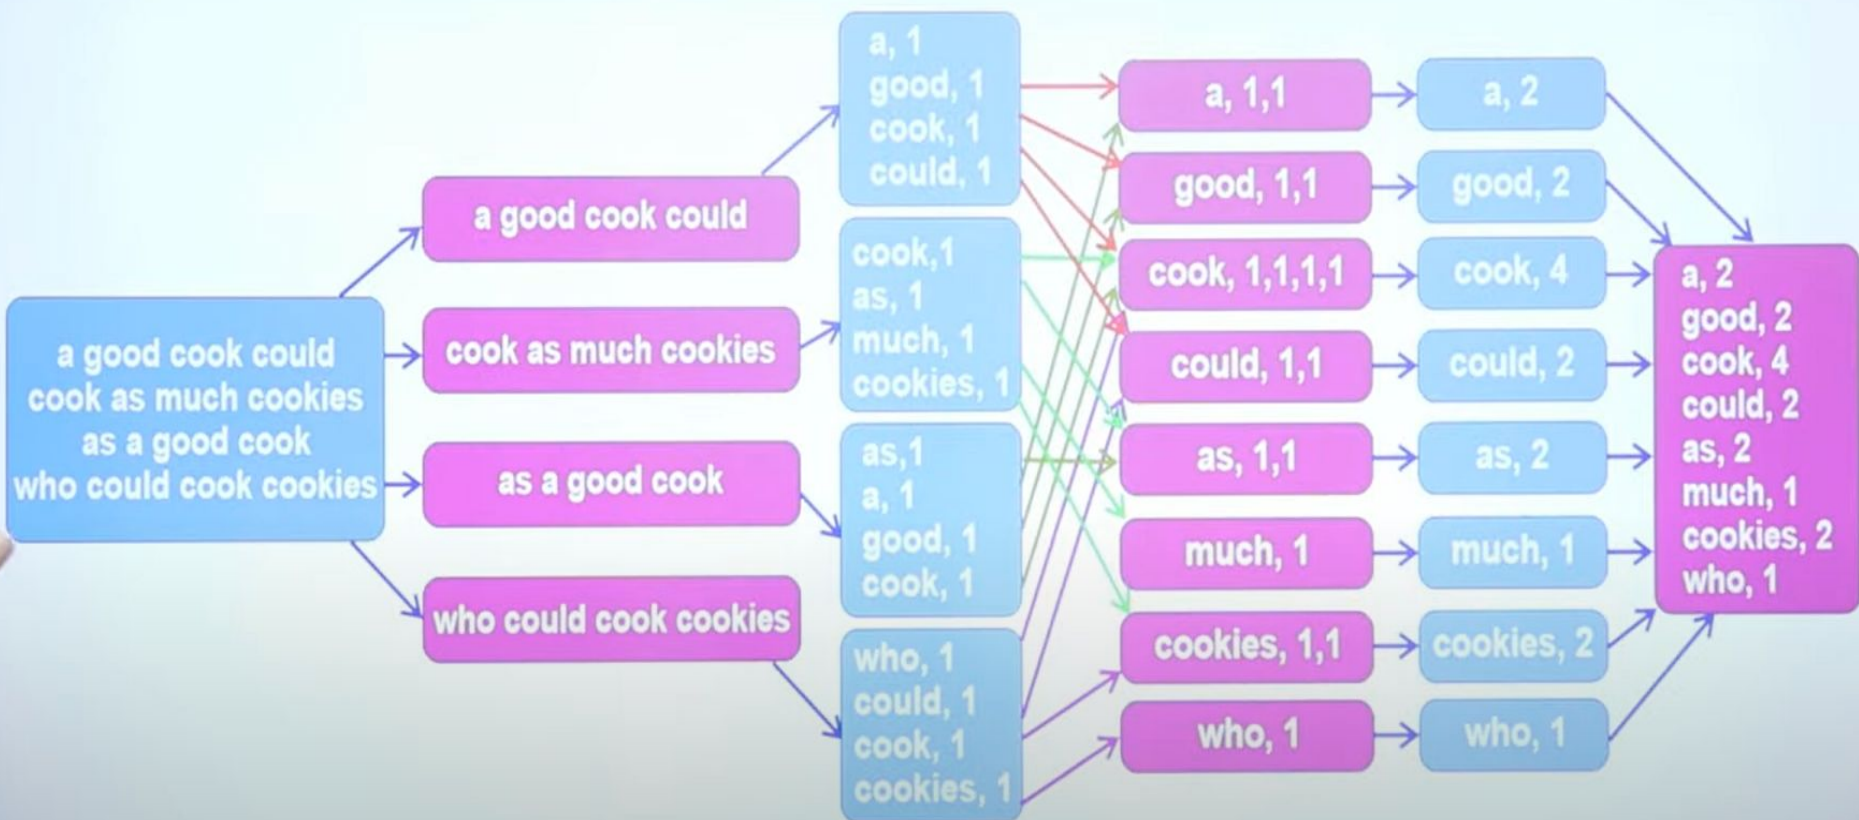 a good cook could
cook as much cookies
as a good cook
who could cook cookies
a good cook could
cook as much cookies
as a good cook
who could cook cookies
a, 1
good, 1
cook, 1
could, 1
cook,1
as, 1
much, 1
cookies, 1
as,1
a, 1
good, 1
cook, 1
who, 1
could, 1
cook, 1
cookies, 1
a, 1,1
good, 1,1
cook, 1,1,1,1
could, 1,1
as, 1,1
much, 1
cookies, 1,1
who, 1
a, 2
good, 2
cook, 4
could, 2
as, 2
much, 1
cookies, 2
who, 1
a, 2
good, 2
cook, 4
could, 2
as, 2
much, 1
cookies, 2
who, 1